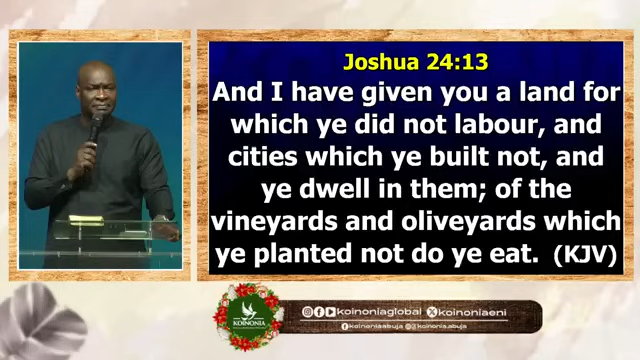 Joshua 24:13
And I have given you a land for
which ye did not labour, and
cities which ye built not, and
ye dwell in them; of the
vineyards and oliveyards which
ye planted not do ye eat. (KJV)
KOINONIA
koinoniaglobal koinoniaeni
koinoniaabuja koinonia.abuja